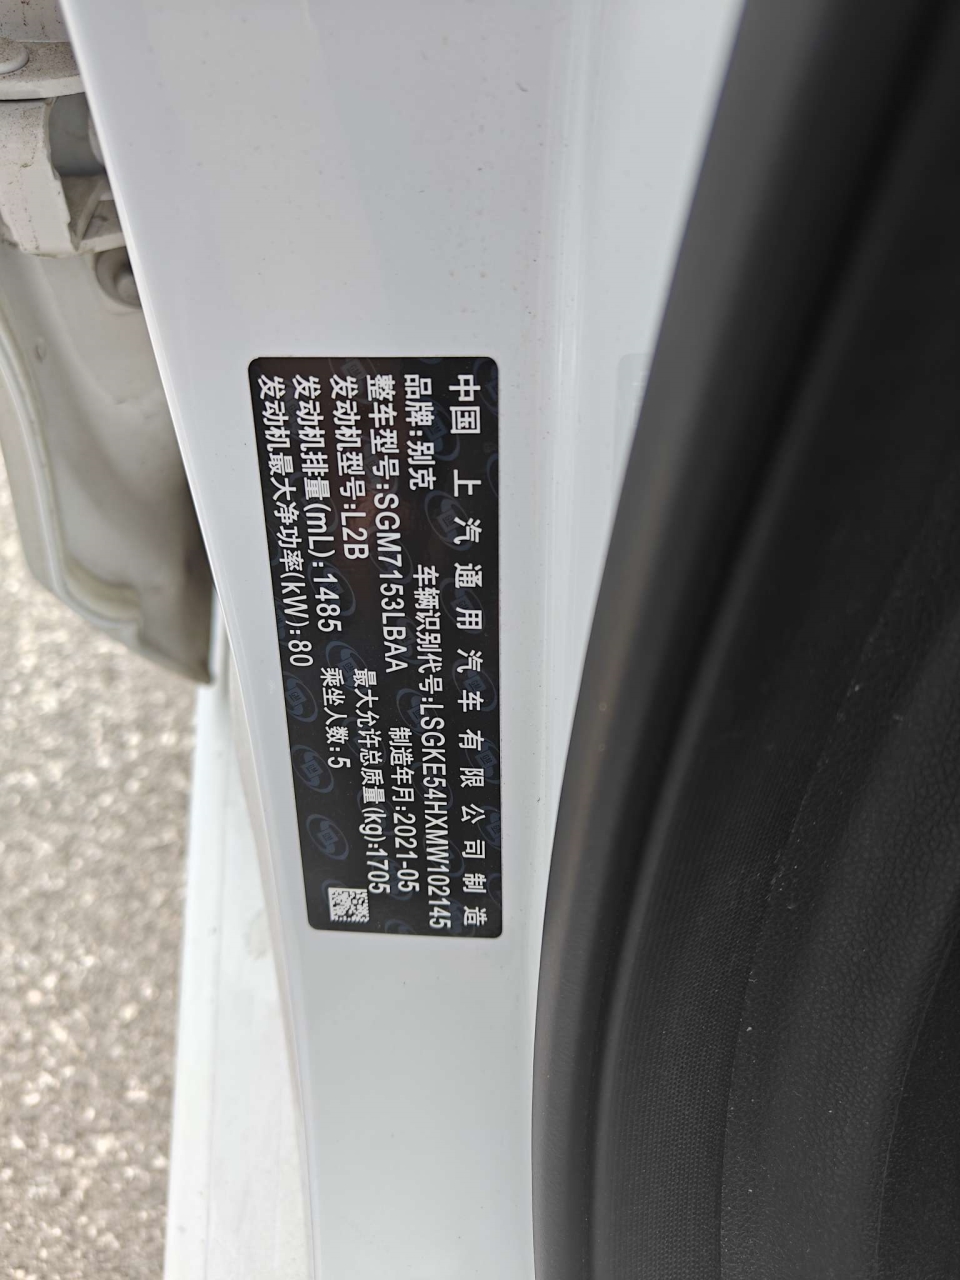 中国 上汽通用汽车有限公司制造
品牌:别克 车辆识别代号:LSGKE54HXMW102145
整车型号:SGM7153LBAA 制造年月:2021-05
发动机型号:L2B 最大允许总质量(kg):1705
发动机排量(mL):1485 乘坐人数:5
发动机最大净功率(kW):80